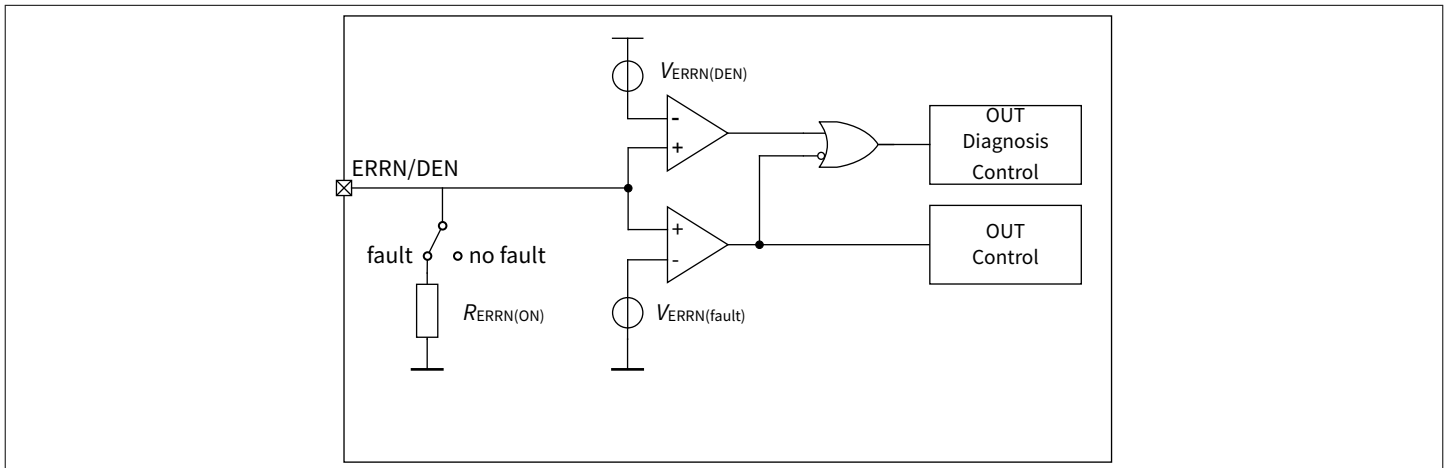 VERRN(DEN)
-
+
OUT
Diagnosis
Control
ERRN/DEN
+
-
OUT
Control
fault
no fault
RERRN(ON)
VERRN(fault)